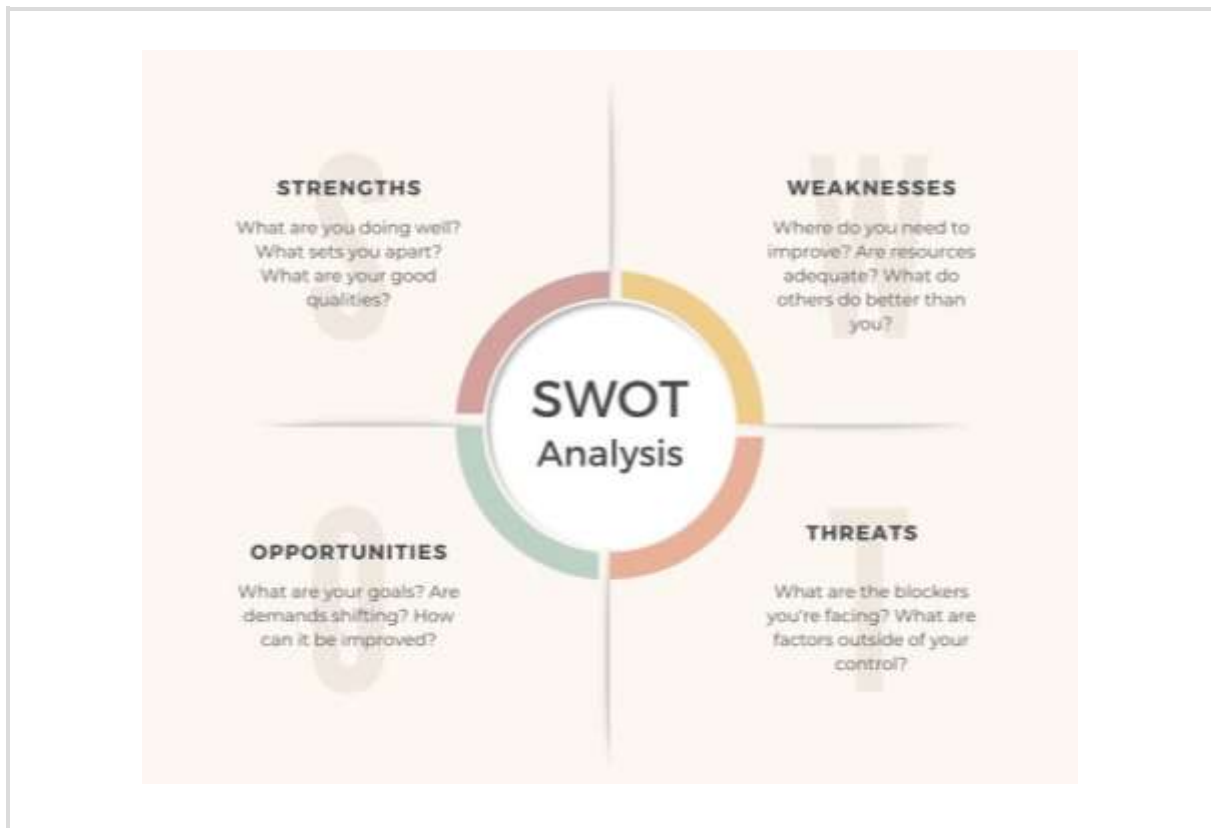 STRENGTHS
What are you doing well?
What sets you apart?
What are your good
qualities?
WEAKNESSES
Where do you need to
improve? Are resources
adequate? What do
others do better than
you?
SWOT
Analysis
OPPORTUNITIES
What are your goals? Are
demands shifting? How
can it be improved?
THREATS
What are the blockers
you're facing? What are
factors outside of your
control?
S
W
O
T